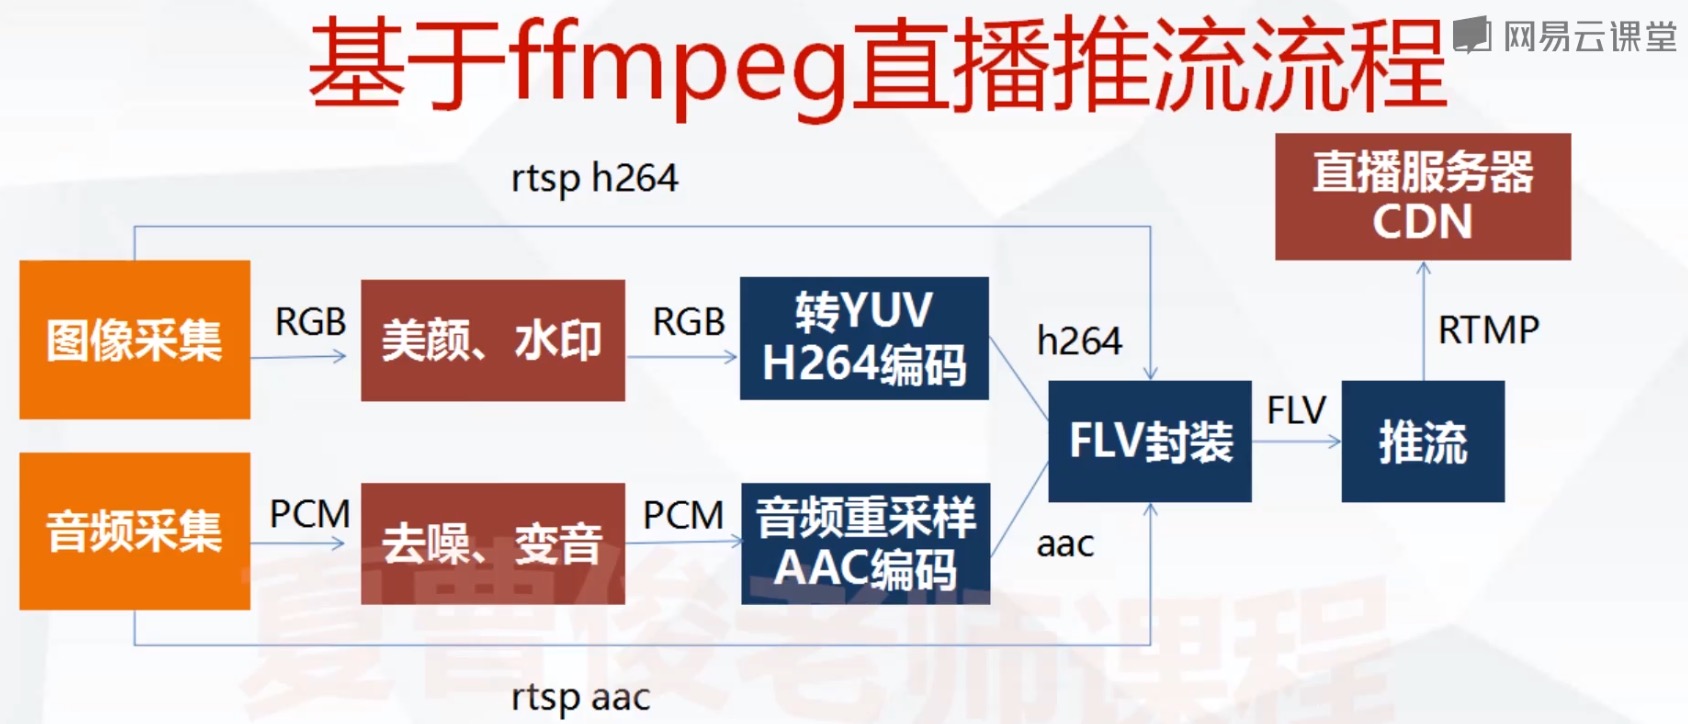 基于ffmpeg直播推流流程
网易云课堂
rtsp h264
直播服务器
CDN
图像采集
RGB
美颜、水印
RGB
转YUV
H264编码
h264
RTMP
FLV封装
FLV
推流
音频采集
PCM
去噪、变音
PCM
音频重采样
AAC编码
aac
夏曹俊老师课程
rtsp aac